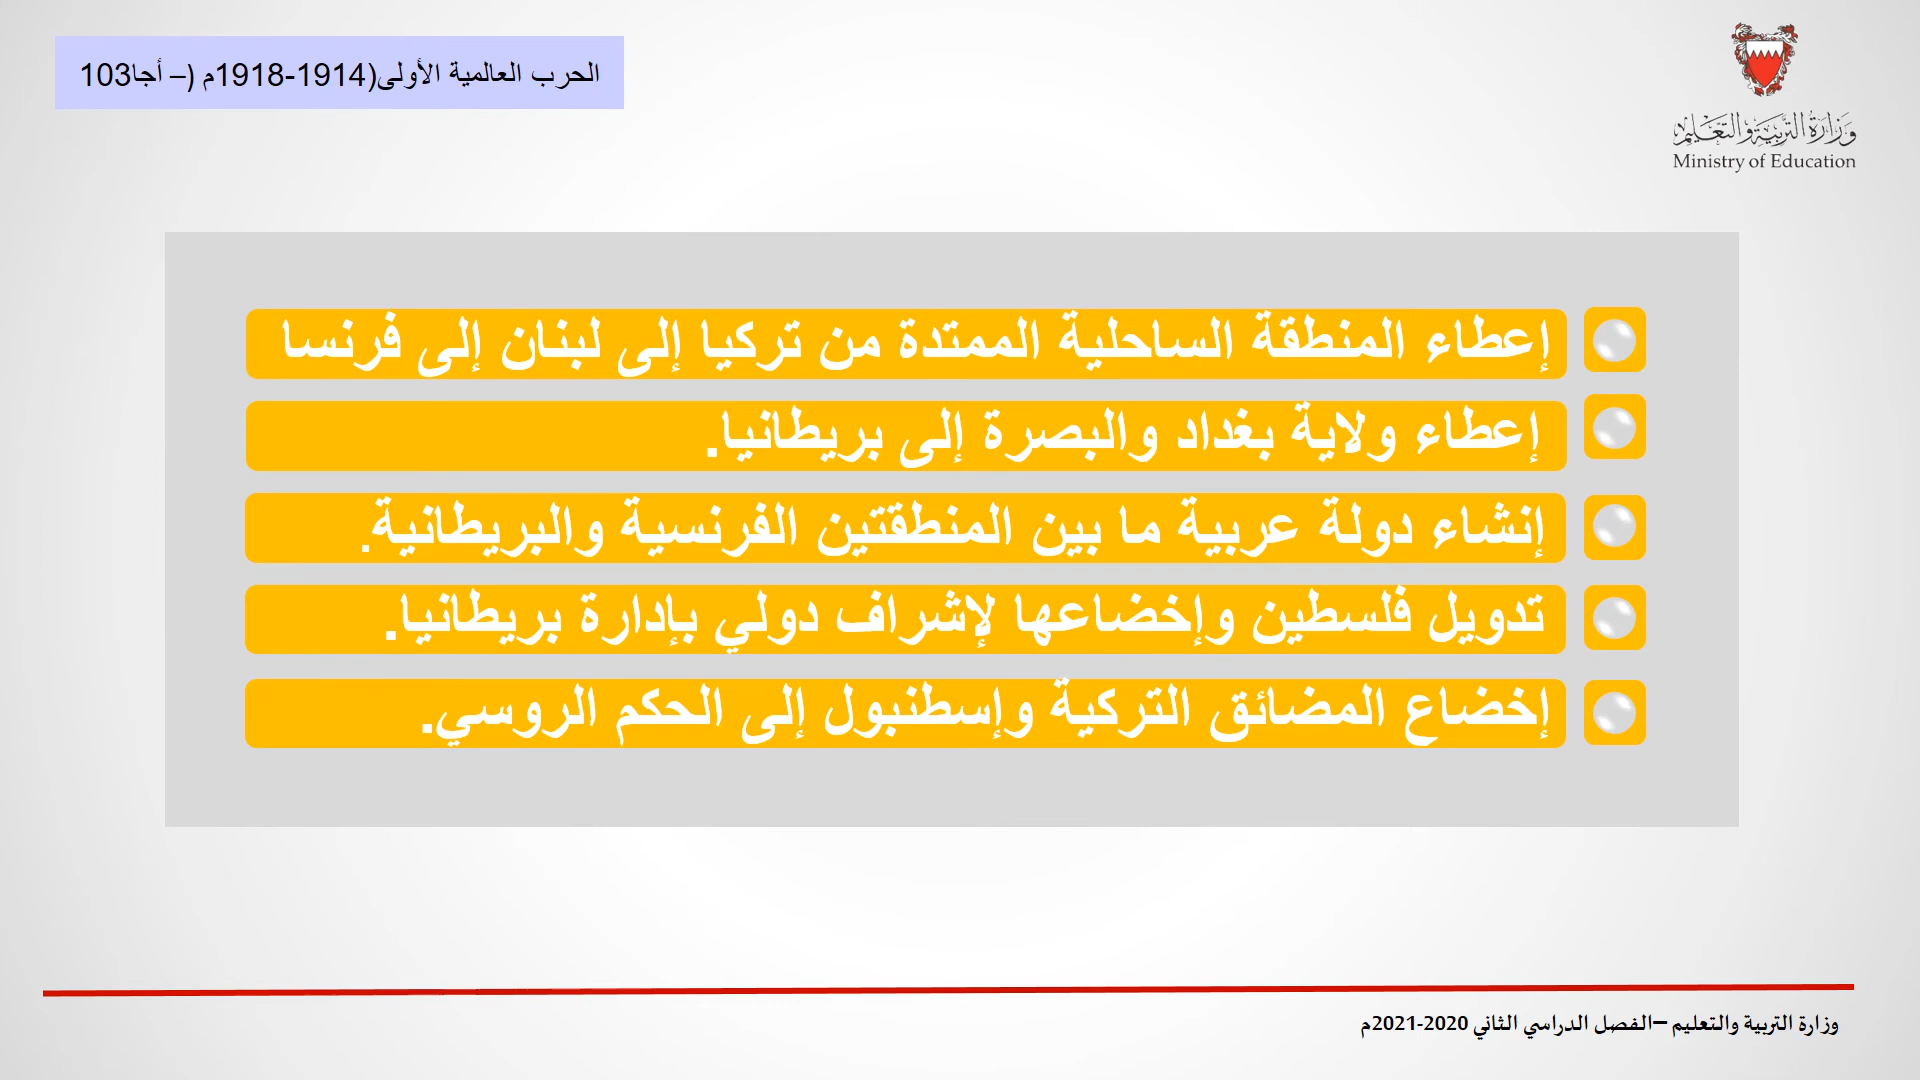 الحرب العالمية الأولى(1914-1918م (– أجا103
وزارة التربية والتعليم
Ministry of Education
إعطاء المنطقة الساحلية الممتدة من تركيا إلى لبنان إلى فرنسا
إعطاء ولاية بغداد والبصرة إلى بريطانيا.
إنشاء دولة عربية ما بين المنطقتين الفرنسية والبريطانية.
تدويل فلسطين وإخضاعها لإشراف دولي بإدارة بريطانيا.
إخضاع المضائق التركية وإسطنبول إلى الحكم الروسي.
وزارة التربية والتعليم –الفصل الدراسي الثاني 2020-2021م